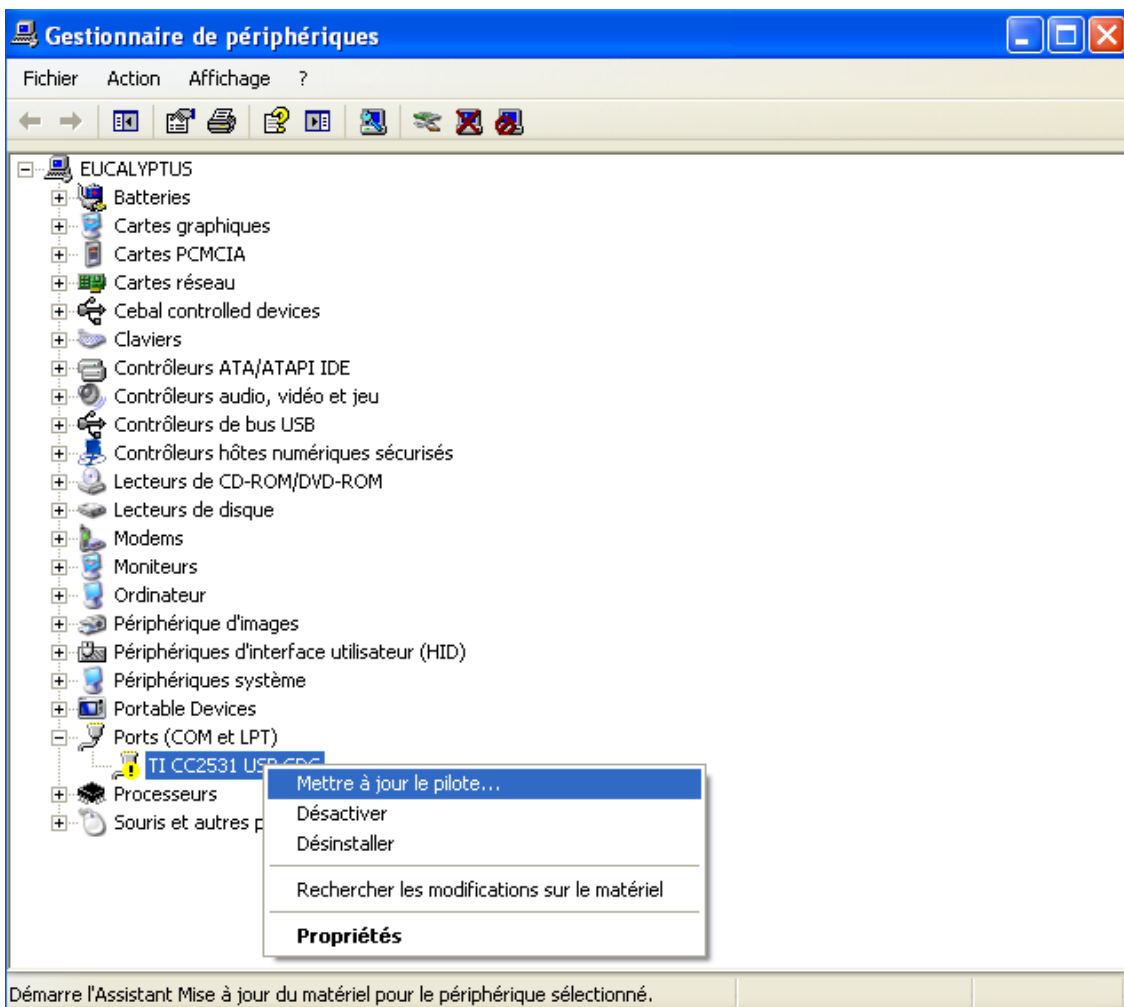 Gestionnaire de périphériques
Fichier Action Affichage ?
EUCALYPTUS
Batteries
Cartes graphiques
Cartes PCMCIA
Cartes réseau
Cebal controlled devices
Claviers
Contrôleurs ATA/ATAPI IDE
Contrôleurs audio, vidéo et jeu
Contrôleurs de bus USB
Contrôleurs hôtes numériques sécurisés
Lecteurs de CD-ROM/DVD-ROM
Lecteurs de disque
Modems
Moniteurs
Ordinateur
Périphérique d'images
Périphériques d'interface utilisateur (HID)
Périphériques système
Portable Devices
Ports (COM et LPT)
TI CC2531 USB CDC
Processeurs
Souris et autres p
Mettre à jour le pilote...
Désactiver
Désinstaller
Rechercher les modifications sur le matériel
Propriétés
Démarre l'Assistant Mise à jour du matériel pour le périphérique sélectionné.